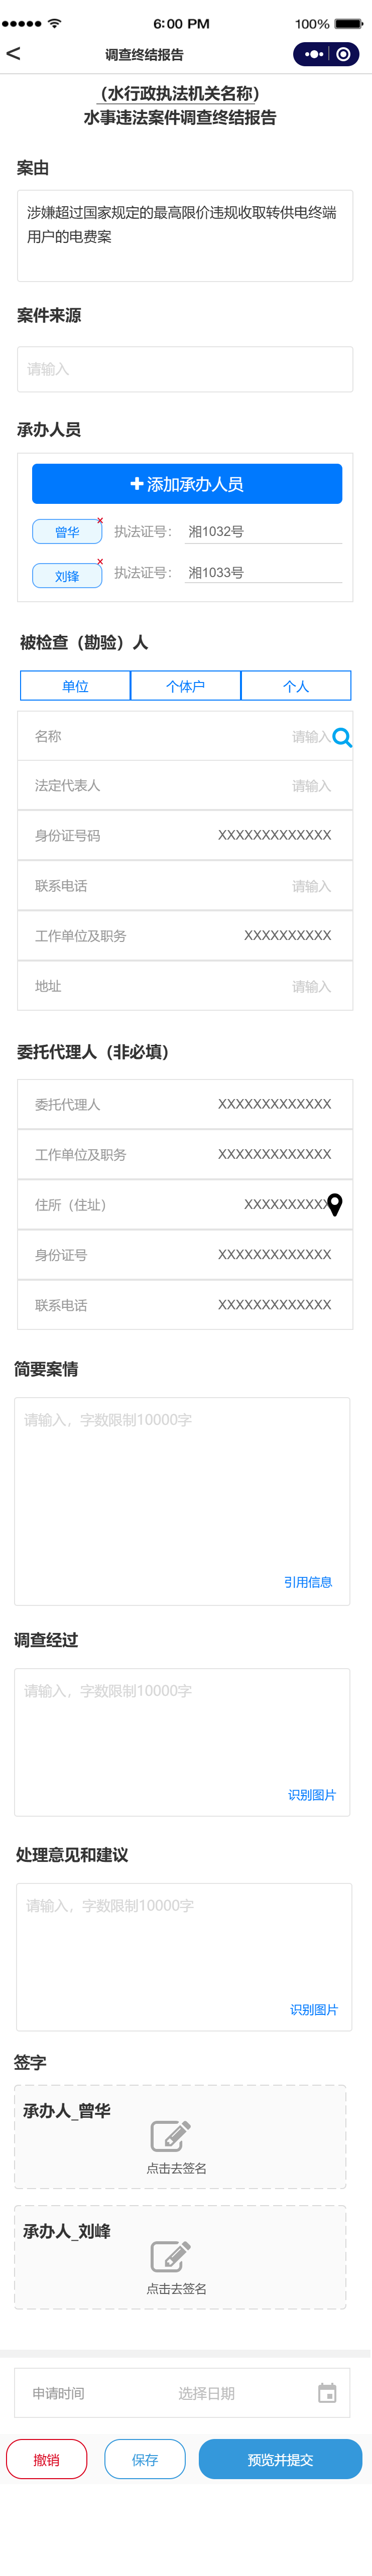 6:00 PM
100%
<
调查终结报告
（水行政执法机关名称）
水事违法案件调查终结报告
案由
涉嫌超过国家规定的最高限价违规收取转供电终端
用户的电费案
案件来源
请输入
承办人员
添加承办人员
曾华 x 执法证号： 湘1032号
刘锋 x 执法证号： 湘1033号
被检查（勘验）人
单位 个体户 个人
名称 请输入
法定代表人 请输入
身份证号码 XXXXXXXXXXXXX
联系电话 请输入
工作单位及职务 XXXXXXXXXX
地址 请输入
委托代理人（非必填）
委托代理人 XXXXXXXXXXXXX
工作单位及职务 XXXXXXXXXXXXX
住所（住址） XXXXXXXXXX
身份证号 XXXXXXXXXXXXX
联系电话 XXXXXXXXXXXXX
简要案情
请输入，字数限制10000字
引用信息
调查经过
请输入，字数限制10000字
识别图片
处理意见和建议
请输入，字数限制10000字
识别图片
签字
承办人_曾华
点击去签名
承办人_刘峰
点击去签名
申请时间 选择日期
撤销 保存 预览并提交